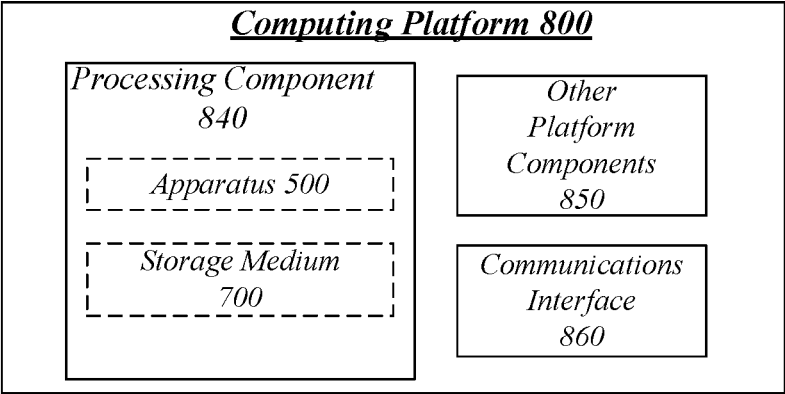 Computing Platform 800
Processing Component
840
Apparatus 500
Storage Medium
700
Other
Platform
Components
850
Communications
Interface
860